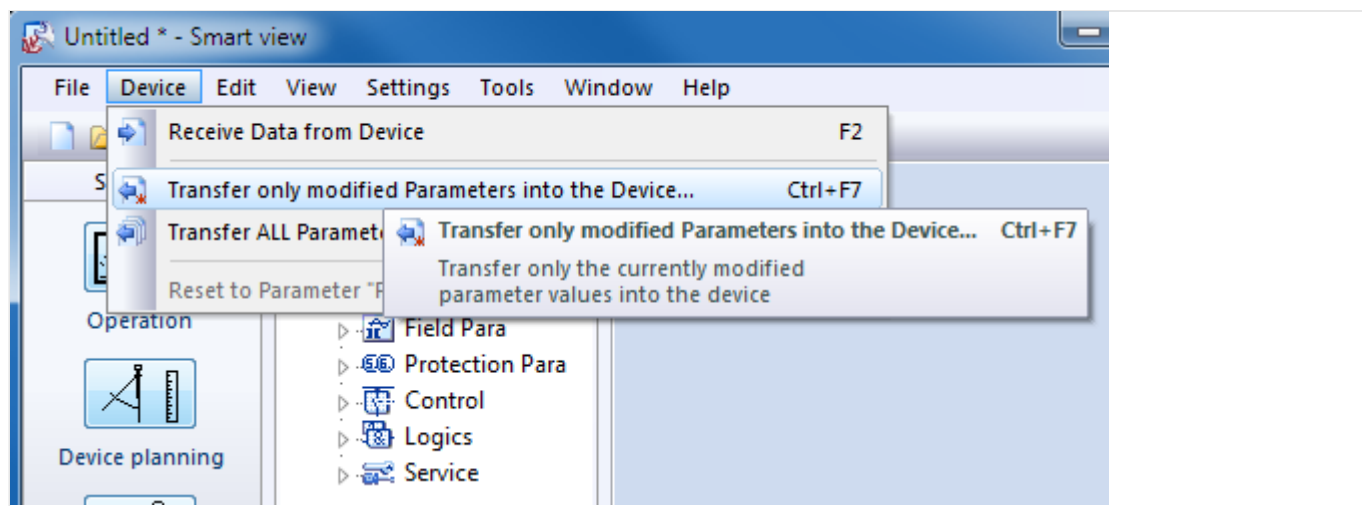 Untitled * - Smart view
File Device Edit View Settings Tools Window Help
Receive Data from Device F2
Transfer only modified Parameters into the Device... Ctrl+F7
Transfer ALL
Transfer only modified Parameters into the Device... Ctrl+F7
Transfer only the currently modified
parameter values into the device
Reset to Parameter
Operation
Field Para
Protection Para
Control
Logics
Device planning
Service